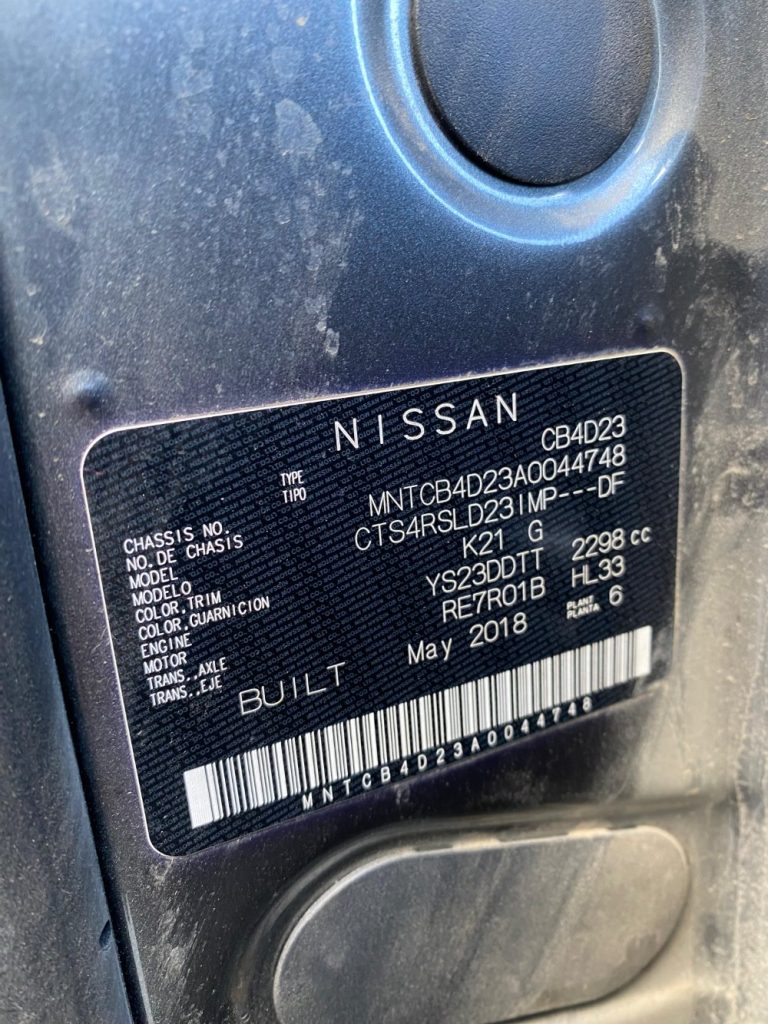 NISSAN
TYPE CB4D23
TIPO
CHASSIS NO. MNTCB4D23A0044748
NO.DE CHASIS
MODEL CTS4RSLD23IMP---DF
MODELO
COLOR,TRIM K21 G
COLOR,GUARNICION
ENGINE YS23DDTT 2298 cc
MOTOR
TRANS.,AXLE RE7R01B HL33
TRANS.,EJE
PLANT 6
PLANTA
BUILT May 2018
MNTCB4D23A0044748